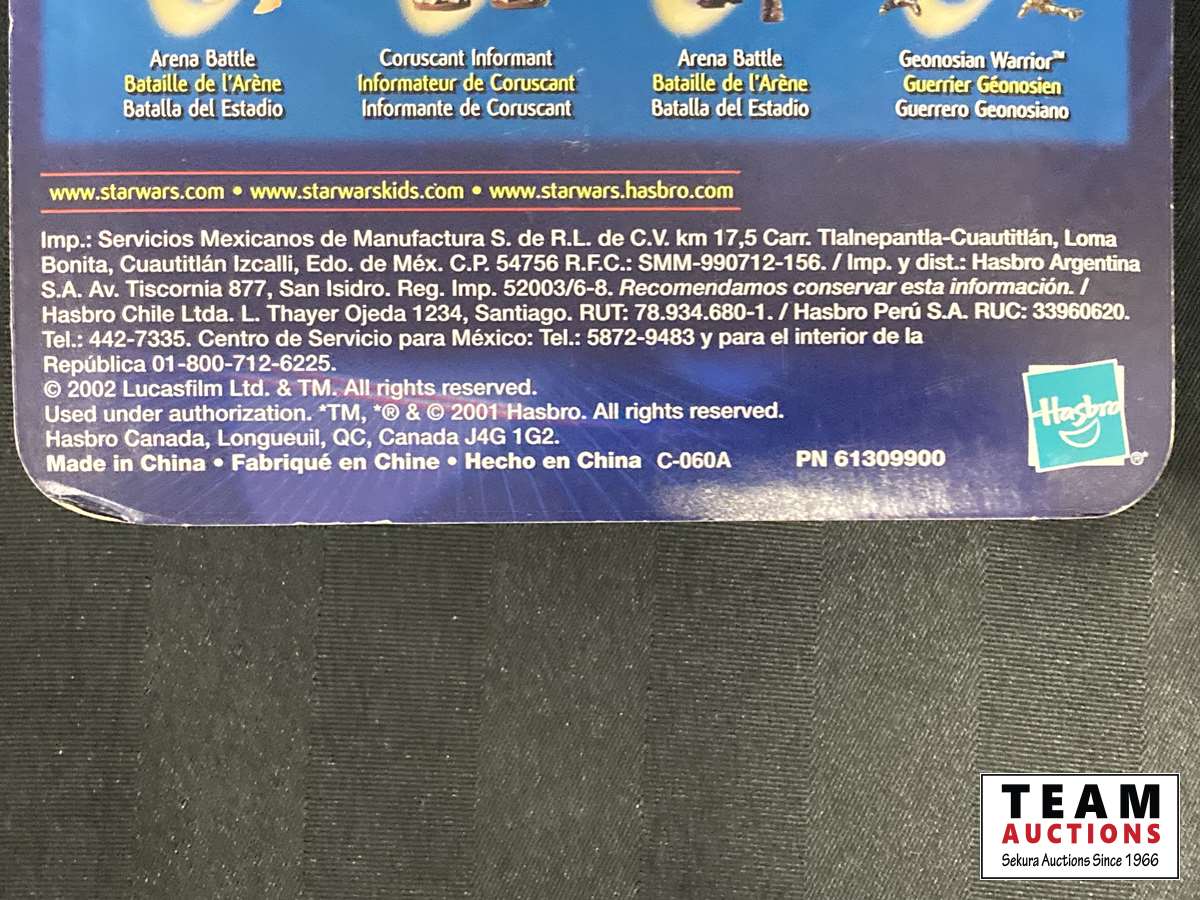 Arena Battle
Bataille de l'Arène
Batalla del Estadio
Coruscant Informant
Informateur de Coruscant
Informante de Coruscant
Arena Battle
Bataille de l'Arène
Batalla del Estadio
Geonosian Warrior™
Guerrier Géonosien
Guerrero Geonosiano
www.starwars.com • www.starwarskids.com • www.starwars.hasbro.com
Imp.: Servicios Mexicanos de Manufactura S. de R.L. de C.V. km 17,5 Carr. Tlalnepantla-Cuautitlán, Loma
Bonita, Cuautitlán Izcalli, Edo. de Méx. C.P. 54756 R.F.C.: SMM-990712-156. / Imp. y dist.: Hasbro Argentina
S.A. Av. Tiscornia 877, San Isidro. Reg. Imp. 52003/6-8. Recomendamos conservar esta información. /
Hasbro Chile Ltda. L. Thayer Ojeda 1234, Santiago. RUT: 78.934.680-1. / Hasbro Perú S.A. RUC: 33960620.
Tel.: 442-7335. Centro de Servicio para México: Tel.: 5872-9483 y para el interior de la
República 01-800-712-6225.
© 2002 Lucasfilm Ltd. & TM. All rights reserved.
Used under authorization. *TM, *® & © 2001 Hasbro. All rights reserved.
Hasbro Canada, Longueuil, QC, Canada J4G 1G2.
Made in China • Fabriqué en Chine • Hecho en China C-060A PN 61309900
Hasbro ®*
TEAM
AUCTIONS
Sekura Auctions Since 1966